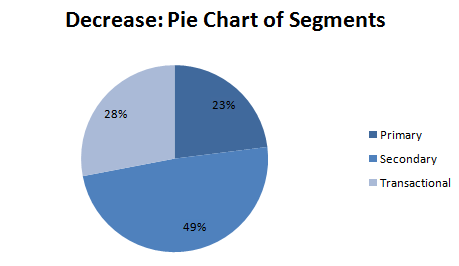 Decrease: Pie Chart of Segments
23%
28%
49%
Primary
Secondary
Transactional